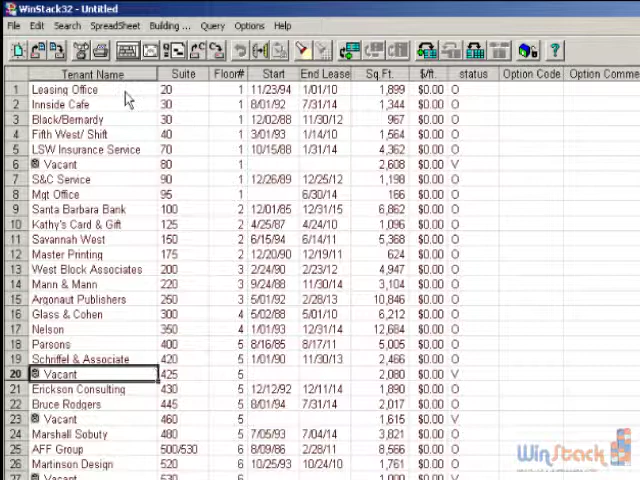 WinStack32 - Untitled
File Edit Search SpreadSheet Building ... Query Options Help
Tenant Name Suite Floor# Start End Lease Sq.Ft. $/ft. status Option Code Option Comme
1 Leasing Office 20 1 11/23/94 1/01/10 1,899 $0.00 O
2 Innside Cafe 30 1 8/01/92 7/31/14 1,344 $0.00 O
3 Black/Bernardy 30 1 12/02/88 11/30/12 967 $0.00 O
4 Fifth West/ Shift 40 1 3/01/93 1/14/10 1,564 $0.00 O
5 LSW Insurance Service 70 1 10/15/88 1/31/14 4,362 $0.00 O
6 Vacant 80 1 2,608 $0.00 V
7 S&C Service 90 1 12/26/89 12/25/12 1,198 $0.00 O
8 Mgt Office 95 1 6/30/14 166 $0.00 O
9 Santa Barbara Bank 100 2 12/01/85 12/31/15 6,862 $0.00 O
10 Kathy's Card & Gift 125 2 4/25/87 4/24/10 1,096 $0.00 O
11 Savannah West 150 2 6/15/94 6/14/11 5,368 $0.00 O
12 Master Printing 175 2 12/20/90 12/19/11 624 $0.00 O
13 West Block Associates 200 3 2/24/90 2/23/12 4,947 $0.00 O
14 Mann & Mann 210 3 9/24/88 11/30/14 3,104 $0.00 O
15 Argonaut Publishers 250 3 5/01/92 2/28/13 10,846 $0.00 O
16 Glass & Cohen 300 4 5/02/88 5/01/10 6,212 $0.00 O
17 Nelson 350 4 1/01/93 12/31/14 12,684 $0.00 O
18 Parsons 400 5 8/18/85 8/17/11 5,005 $0.00 O
19 Schriffel & Associate 420 5 1/01/90 11/30/13 2,466 $0.00 O
20 Vacant 425 5 2,080 $0.00 V
21 Erickson Consulting 430 5 12/12/92 12/11/14 1,890 $0.00 O
22 Bruce Rodgers 445 5 8/01/94 7/31/14 2,017 $0.00 O
23 Vacant 460 5 1,615 $0.00 V
24 Marshall Sobuty 480 5 7/05/93 7/04/14 3,821 $0.00 O
25 AFF Group 500/530 6 8/09/86 2/28/11 8,566 $0.00 O
26 Martinson Design 520 6 10/25/93 10/24/10 1,761 $0.00 O
27 Vacant 530 6 1,000 $0.00 V
WinStack